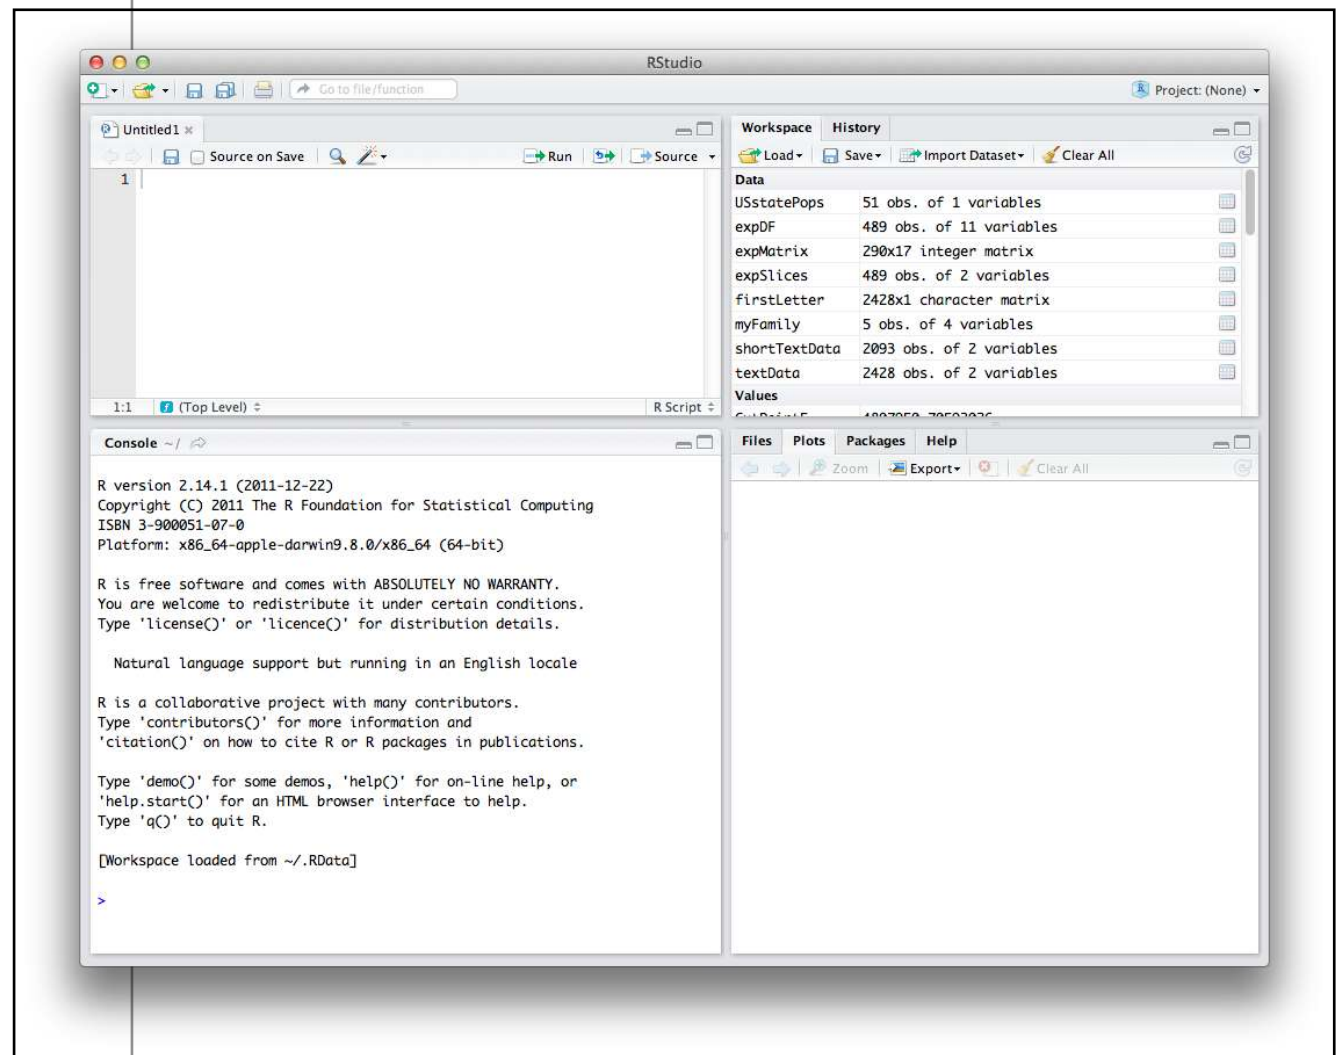 RStudio
Go to file/function
Project: (None)
Untitled1
Source on Save Run Source
1
1:1 (Top Level) R Script
Workspace History
Load Save Import Dataset Clear All
Data
USstatePops 51 obs. of 1 variables
expDF 489 obs. of 11 variables
expMatrix 290x17 integer matrix
expSlices 489 obs. of 2 variables
firstLetter 2428x1 character matrix
myFamily 5 obs. of 4 variables
shortTextData 2093 obs. of 2 variables
textData 2428 obs. of 2 variables
Values
Console ~/
R version 2.14.1 (2011-12-22)
Copyright (C) 2011 The R Foundation for Statistical Computing
ISBN 3-900051-07-0
Platform: x86_64-apple-darwin9.8.0/x86_64 (64-bit)
R is free software and comes with ABSOLUTELY NO WARRANTY.
You are welcome to redistribute it under certain conditions.
Type 'license()' or 'licence()' for distribution details.
Natural language support but running in an English locale
R is a collaborative project with many contributors.
Type 'contributors()' for more information and
'citation()' on how to cite R or R packages in publications.
Type 'demo()' for some demos, 'help()' for on-line help, or
'help.start()' for an HTML browser interface to help.
Type 'q()' to quit R.
[Workspace loaded from ~/.RData]
>
Files Plots Packages Help
Zoom Export Clear All